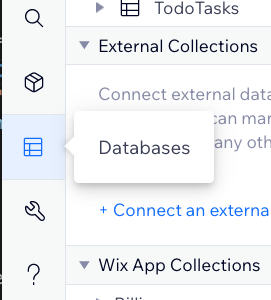 TodoTasks
External Collections
Connect external data
can mar
Databases
any oth
+ Connect an externa
Wix App Collections